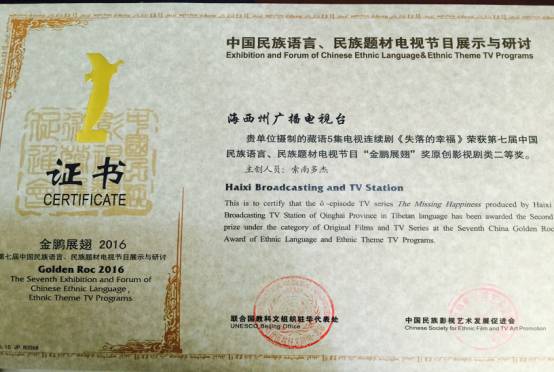 中国民族语言、民族题材电视节目展示与研讨
Exhibition and Forum of Chinese Ethnic Language&Ethnic Theme TV Programs
证书
CERTIFICATE
金鹏展翅 2016
第七届中国民族语言、民族题材电视节目展示与研讨
Golden Roc 2016
The Seventh Exhibition and Forum of
Chinese Ethnic Language,
Ethnic Theme TV Programs
海西州广播电视台
贵单位摄制的藏语5集电视连续剧《失落的幸福》荣获第七届中国
民族语言、民族题材电视节目“金鹏展翅”奖原创影视剧类二等奖。
主创人员：索南多杰
Haixi Broadcasting and TV Station
This is to certify that the -episode TV series The Missing Happiness produced by Haixi
Broadcasting TV Station of Qinghai Province in Tibetan language has been awarded the Second
prize under the category of Original Films and TV Series at the Seventh China Golden Roc
Award of Ethnic Language and Ethnic Theme TV Programs.
联合国教科文组织驻华代表处
UNESCO Beijing Office
中国民族影视艺术发展促进会
Chinese Society for Ethnic Film and TV Art Promotion